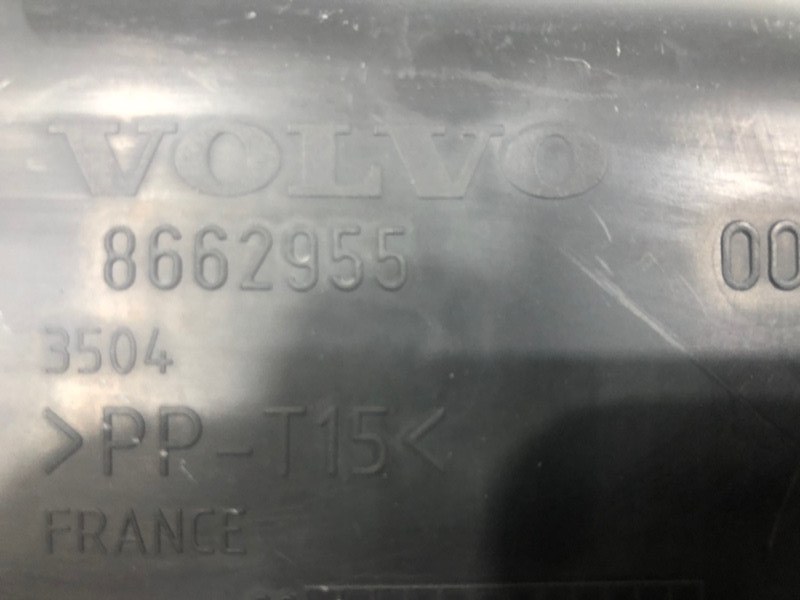 VOLVO
8662955 00
3504
>PP-T15<
FRANCE